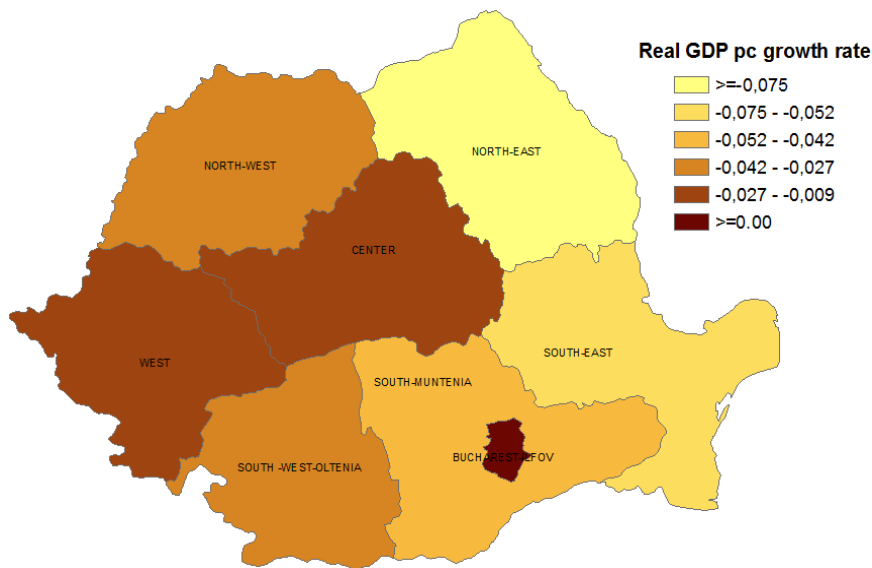 Real GDP pc growth rate
>=-0,075
-0,075 - -0,052
-0,052 - -0,042
-0,042 - -0,027
-0,027 - -0,009
>=0.00
NORTH-WEST
NORTH-EAST
CENTER
WEST
SOUTH-EAST
SOUTH-MUNTENIA
BUCHAREST-ILFOV
SOUTH -WEST-OLTENIA